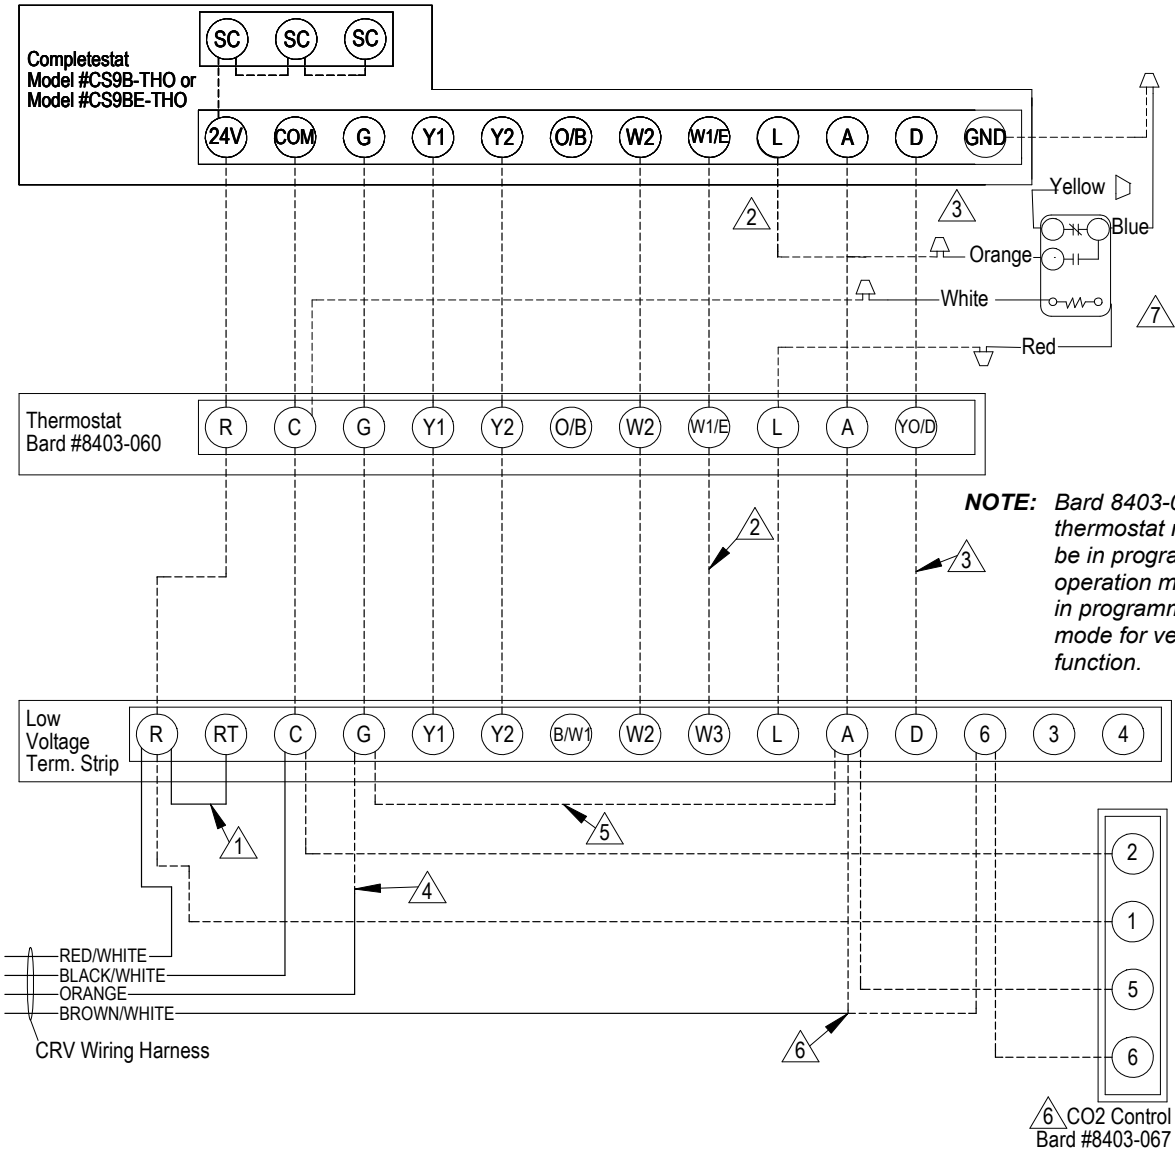 SC SC SC
Completestat
Model #CS9B-THO or
Model #CS9BE-THO
24V COM G Y1 Y2 O/B W2 W1/E L A D GND
2
3
Yellow
Blue
Orange
White
7
Red
Thermostat
Bard #8403-060
R C G Y1 Y2 O/B W2 W1/E L A YO/D
NOTE: Bard 8403-0
thermostat
be in progra
operation m
in programm
mode for ve
function.
2
3
Low
Voltage
Term. Strip
R RT C G Y1 Y2 B/W1 W2 W3 L A D 6 3 4
1
5
4
2
1
5
6
RED/WHITE
BLACK/WHITE
ORANGE
BROWN/WHITE
CRV Wiring Harness
6
6 CO2 Control
Bard #8403-067